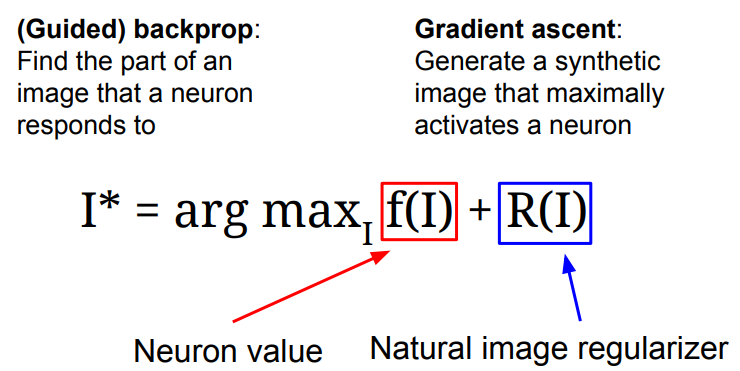 (Guided) backprop:
Find the part of an
image that a neuron
responds to
Gradient ascent:
Generate a synthetic
image that maximally
activates a neuron
I* = arg max_I f(I) + R(I)
Neuron value
Natural image regularizer